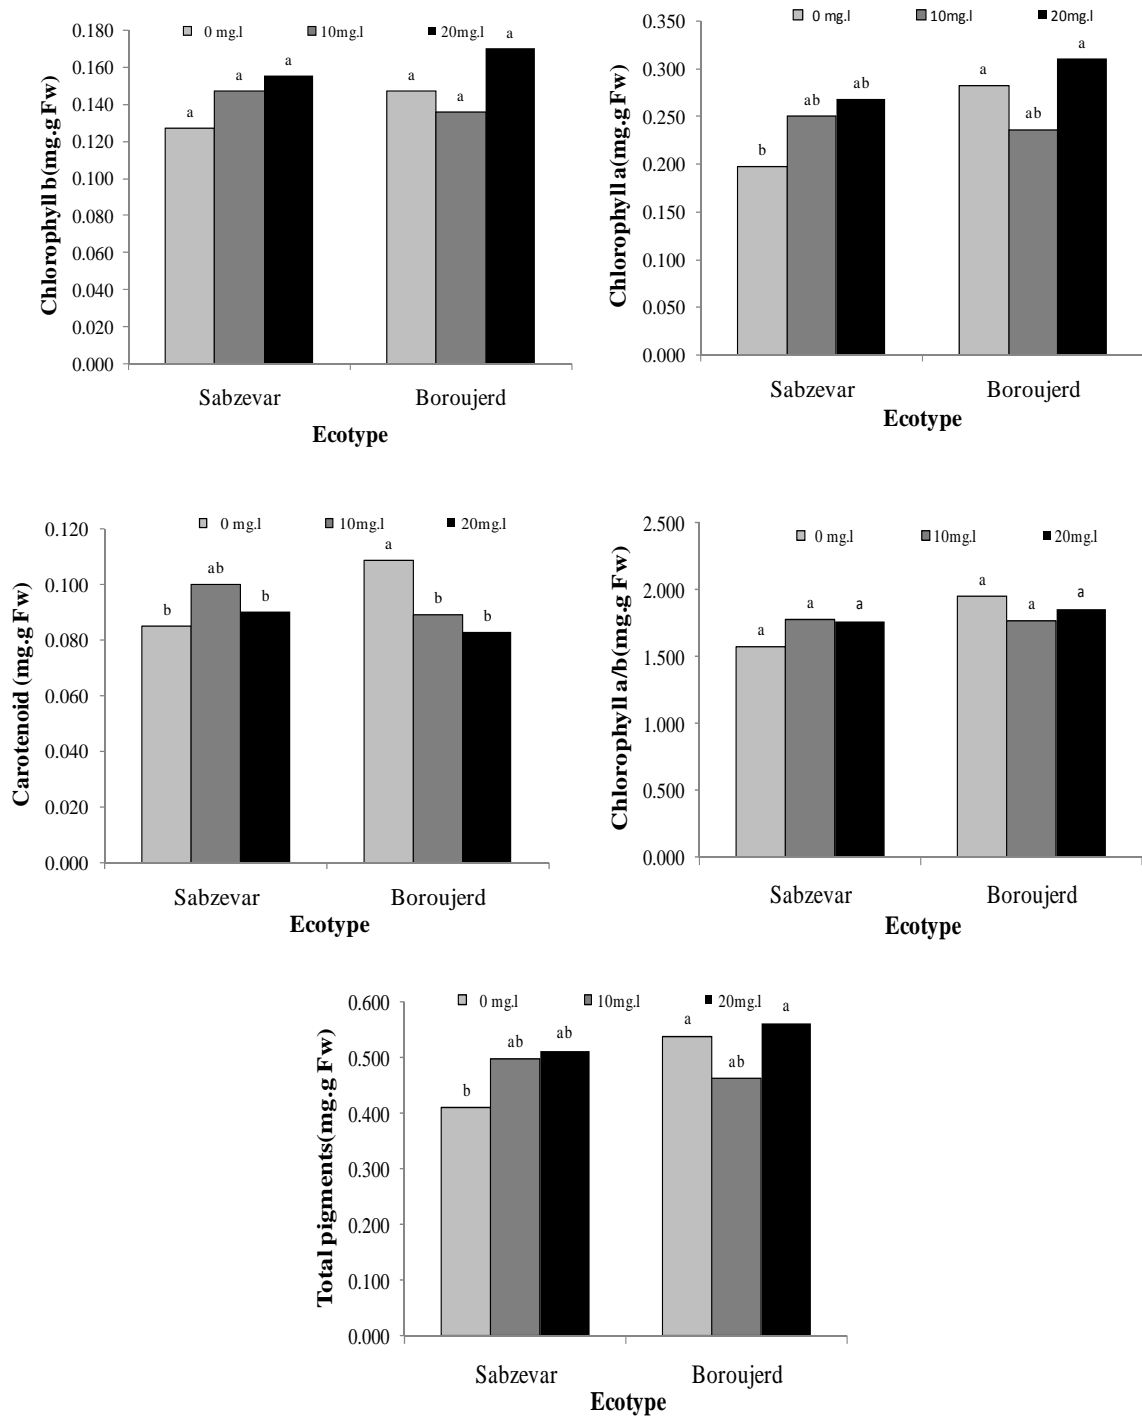 0 mg.l 10mg.l 20mg.l
Chlorophyll b(mg.g Fw)
0.180
0.160
0.140
0.120
0.100
0.080
0.060
0.040
0.020
0.000
a a a a a a
Sabzevar Boroujerd
Ecotype
0 mg.l 10mg.l 20mg.l
Chlorophyll a(mg.g Fw)
0.350
0.300
0.250
0.200
0.150
0.100
0.050
0.000
b ab ab a ab a
Sabzevar Boroujerd
Ecotype
0 mg.l 10mg.l 20mg.l
Carotenoid (mg.g Fw)
0.120
0.100
0.080
0.060
0.040
0.020
0.000
b ab b a b b
Sabzevar Boroujerd
Ecotype
0 mg.l 10mg.l 20mg.l
Chlorophyll a/b(mg.g Fw)
2.500
2.000
1.500
1.000
0.500
0.000
a a a a a a
Sabzevar Boroujerd
Ecotype
0 mg.l 10mg.l 20mg.l
Total pigments(mg.g Fw)
0.600
0.500
0.400
0.300
0.200
0.100
0.000
b ab ab a ab a
Sabzevar Boroujerd
Ecotype